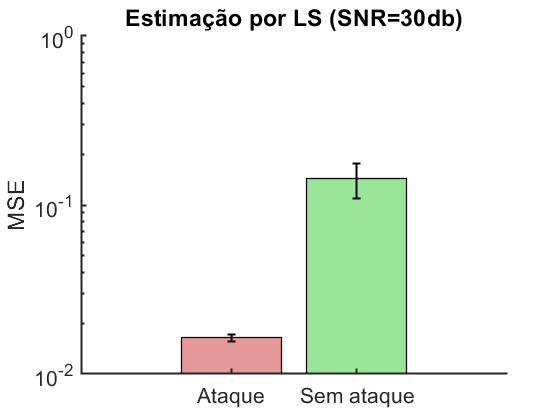 Estimação por LS (SNR=30db)
10^0
10^-1
10^-2
MSE
Ataque
Sem ataque